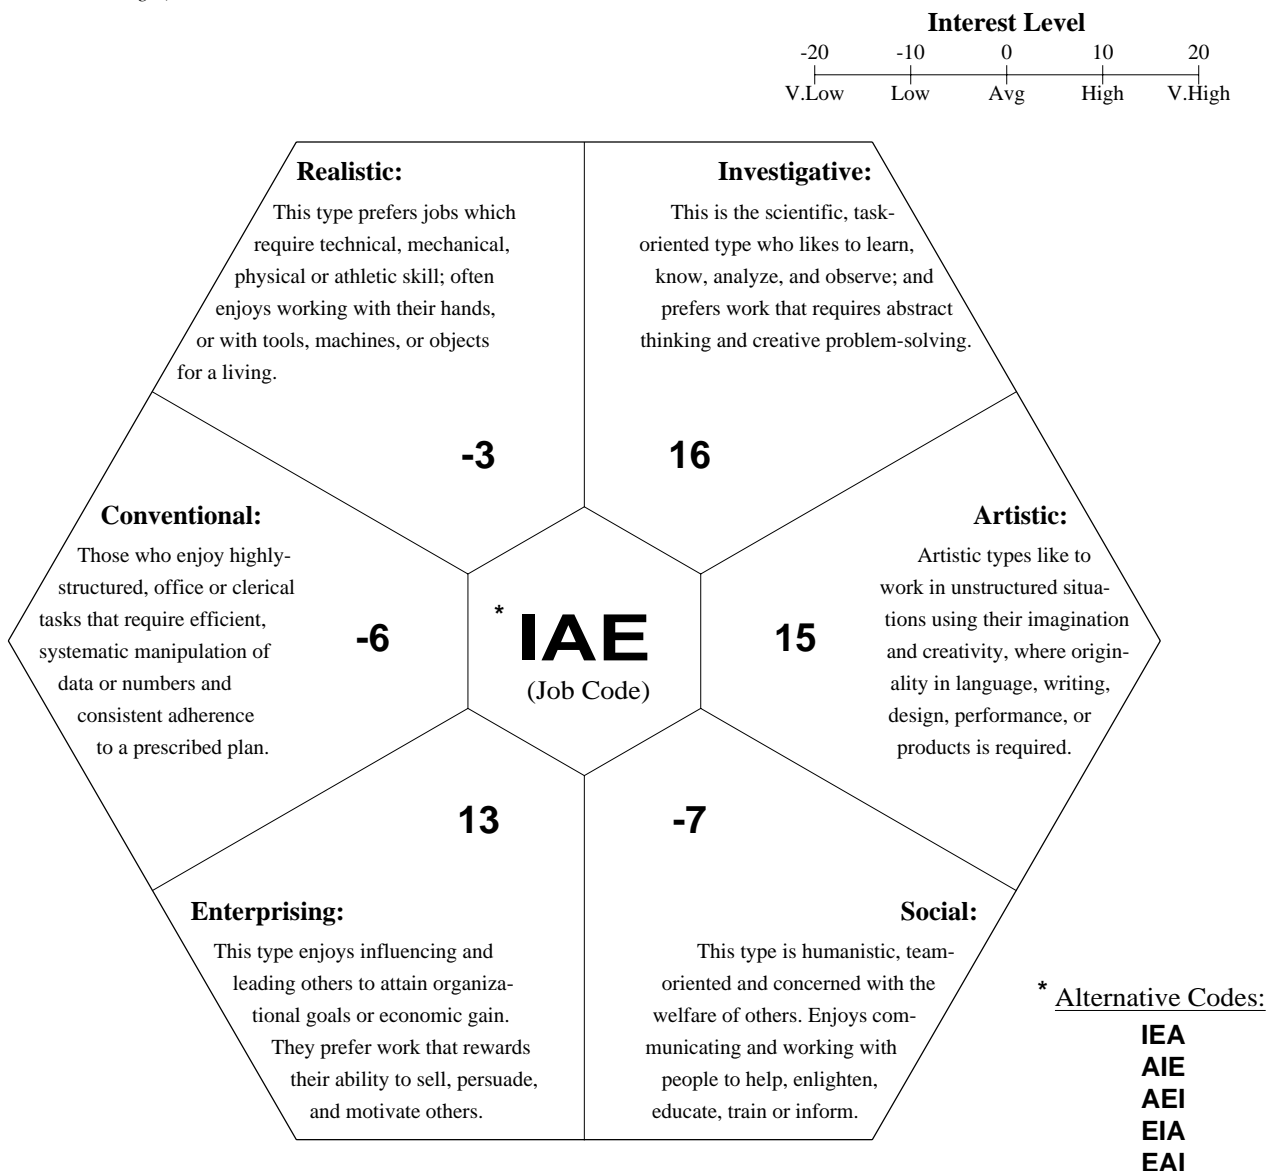 Interest Level
-20 -10 0 10 20
V.Low Low Avg High V.High
Realistic:
This type prefers jobs which
require technical, mechanical,
physical or athletic skill; often
enjoys working with their hands,
or with tools, machines, or objects
for a living.
-3
Investigative:
This is the scientific, task-
oriented type who likes to learn,
know, analyze, and observe; and
prefers work that requires abstract
thinking and creative problem-solving.
16
Conventional:
Those who enjoy highly-
structured, office or clerical
tasks that require efficient,
systematic manipulation of
data or numbers and
consistent adherence
to a prescribed plan.
-6
* IAE
(Job Code)
Artistic:
Artistic types like to
work in unstructured situa-
tions using their imagination
and creativity, where origin-
ality in language, writing,
design, performance, or
products is required.
15
13
Enterprising:
This type enjoys influencing and
leading others to attain organiza-
tional goals or economic gain.
They prefer work that rewards
their ability to sell, persuade,
and motivate others.
-7
Social:
This type is humanistic, team-
oriented and concerned with the
welfare of others. Enjoys com-
municating and working with
people to help, enlighten,
educate, train or inform.
* Alternative Codes:
IEA
AIE
AEI
EIA
EAI